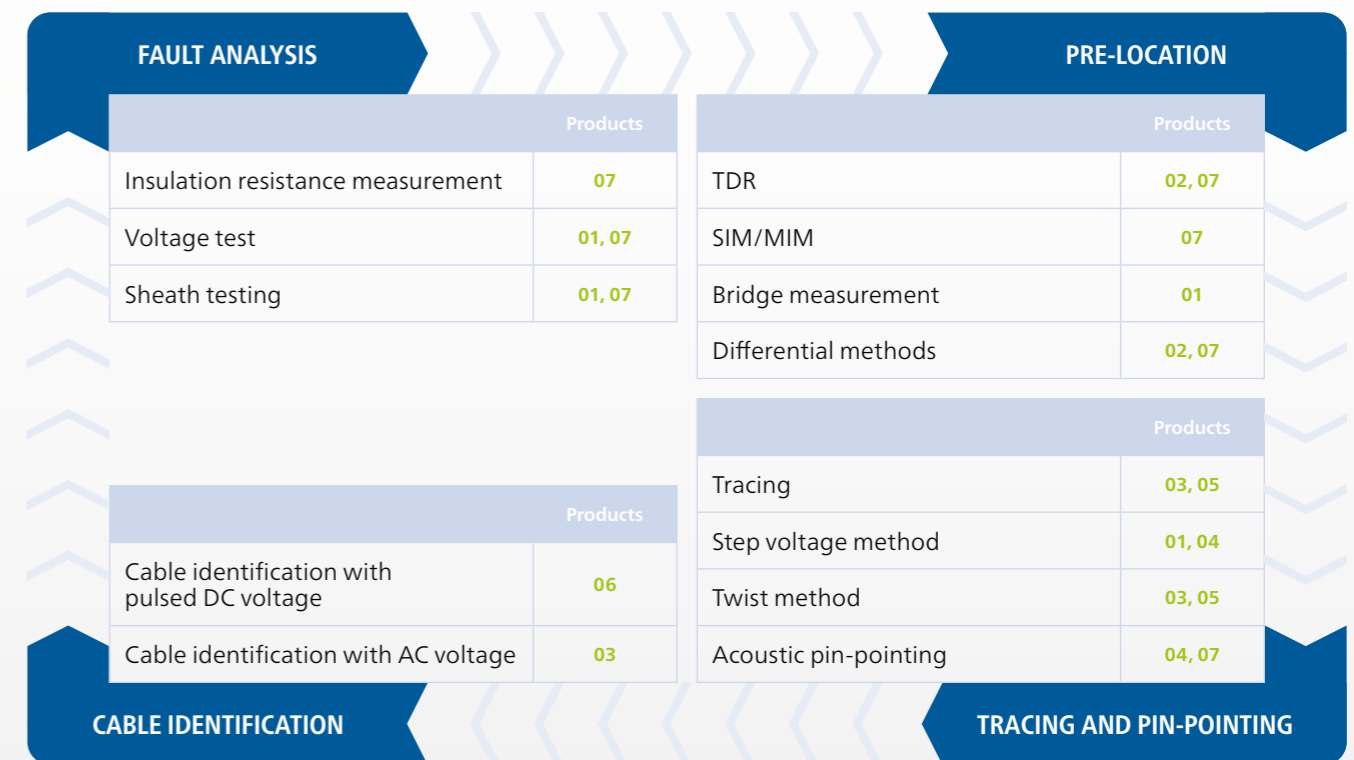 FAULT ANALYSIS
Products
Insulation resistance measurement 07
Voltage test 01, 07
Sheath testing 01, 07
PRE-LOCATION
Products
TDR 02, 07
SIM/MIM 07
Bridge measurement 01
Differential methods 02, 07
Products
Tracing 03, 05
Step voltage method 01, 04
Twist method 03, 05
Acoustic pin-pointing 04, 07
TRACING AND PIN-POINTING
Products
Cable identification with
pulsed DC voltage 06
Cable identification with AC voltage 03
CABLE IDENTIFICATION